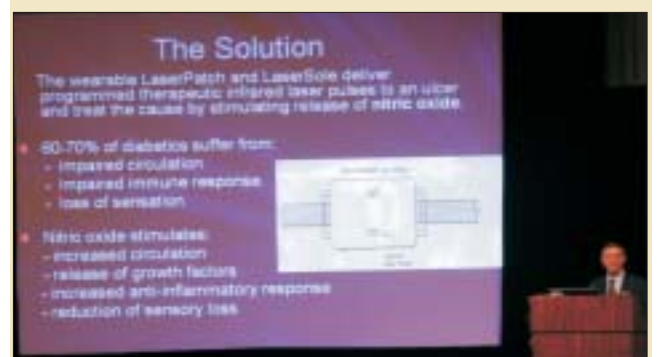 The Solution
The wearable LaserPatch and LaserSole deliver
programmed therapeutic infrared laser pulses to an ulcer
and treat the cause by stimulating release of nitric oxide.
60-70% of diabetics suffer from:
- impaired circulation
- impaired immune response
- loss of sensation
Nitric oxide stimulates:
- increased circulation
- release of growth factors
- increased anti-inflammatory response
- reduction of sensory loss